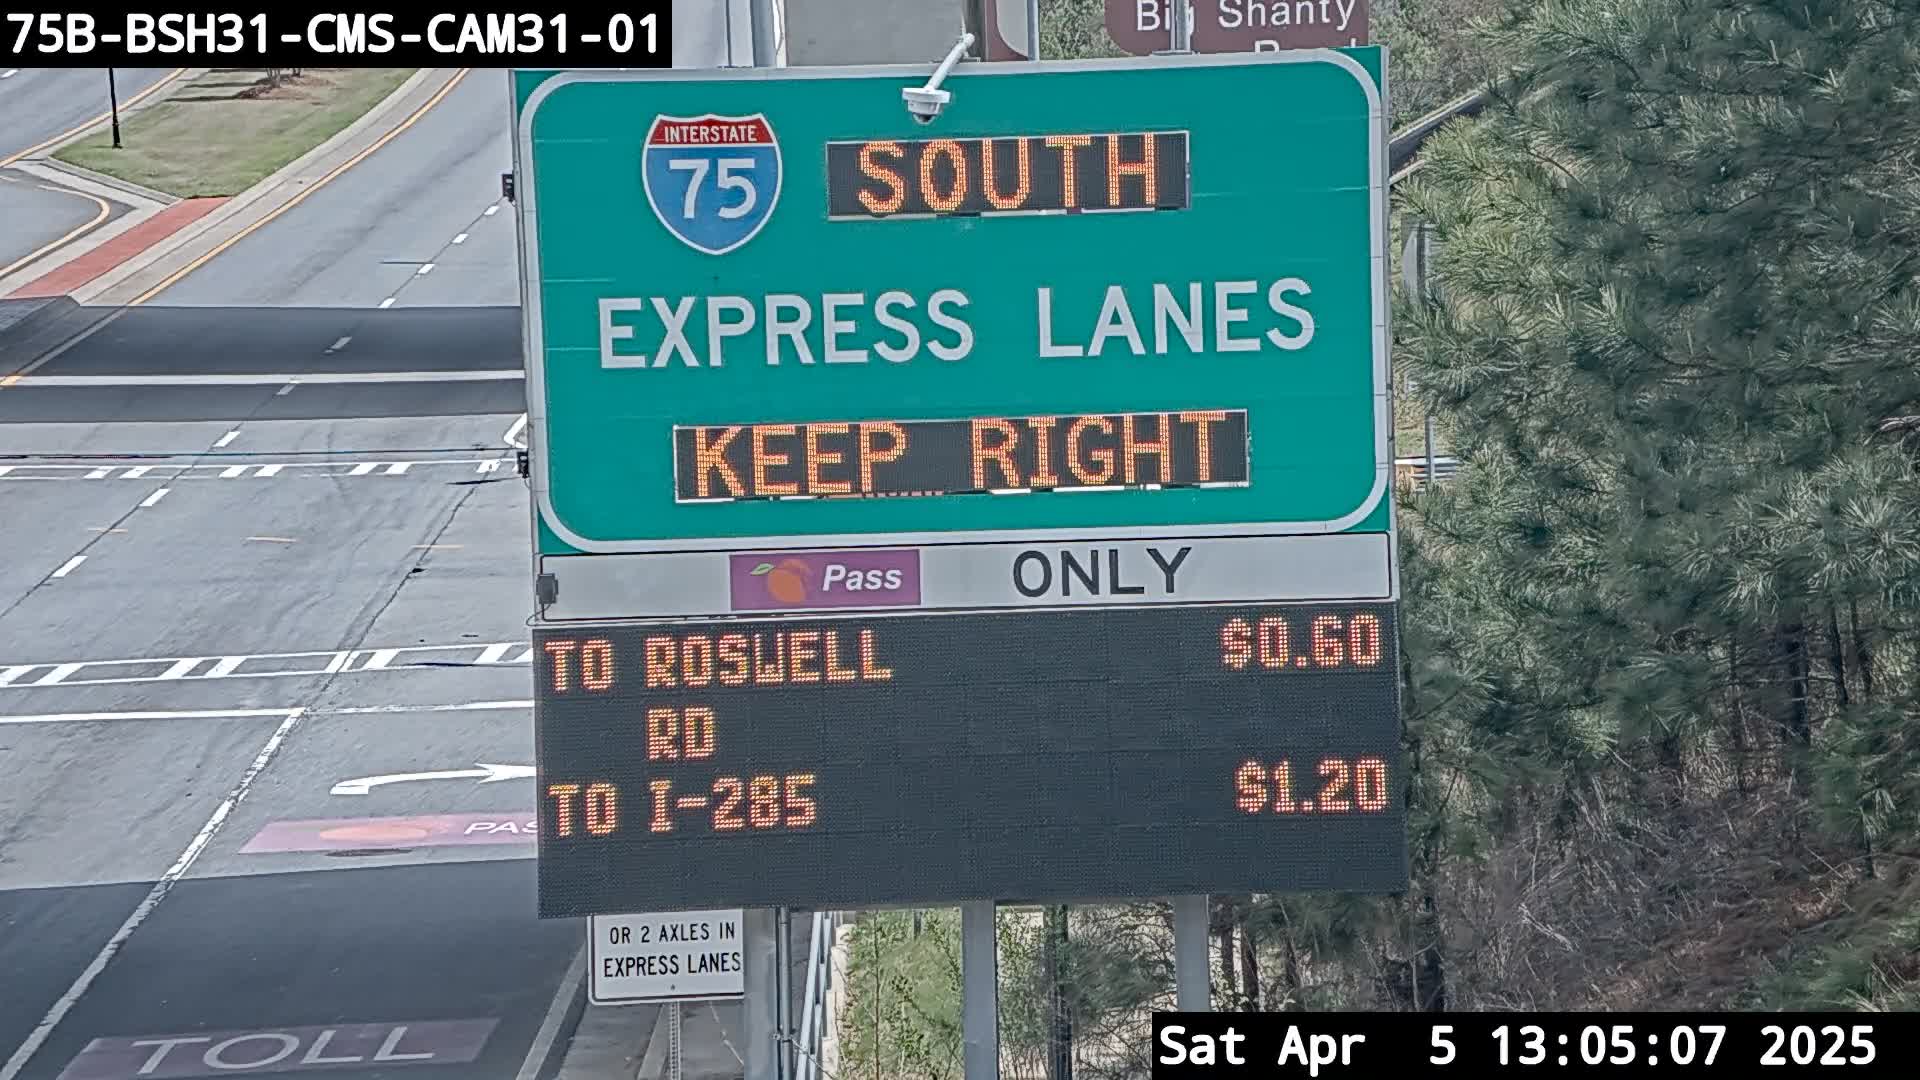 75B-BSH31-CMS-CAM31-01
Big Shanty
Road
INTERSTATE
75
SOUTH
EXPRESS LANES
KEEP RIGHT
Pass ONLY
TO ROSWELL $0.60
RD
TO I-285 $1.20
PAS
OR 2 AXLES IN
EXPRESS LANES
TOLL
Sat Apr 5 13:05:07 2025